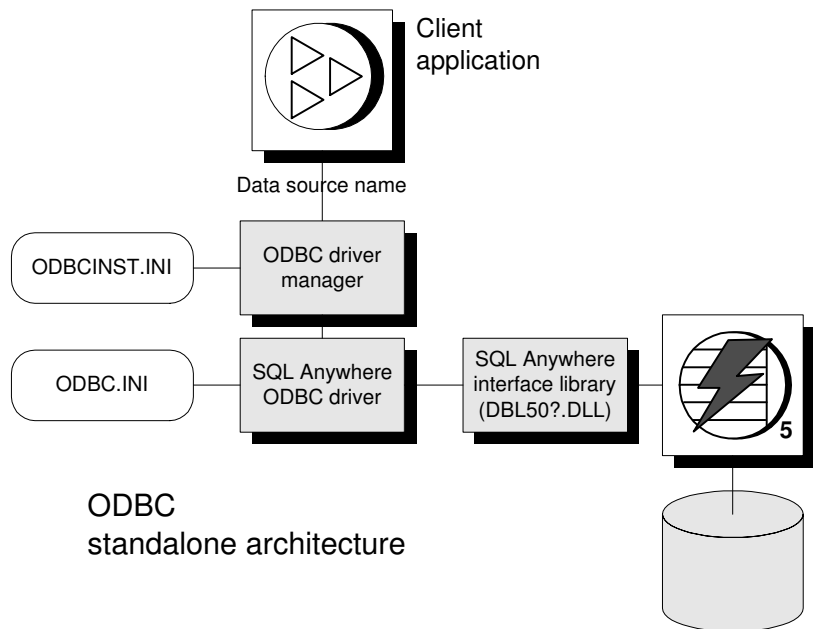 Client
application
Data source name
ODBCINST.INI
ODBC driver
manager
ODBC.INI
SQL Anywhere
ODBC driver
SQL Anywhere
interface library
(DBL50?.DLL)
5
ODBC
standalone architecture